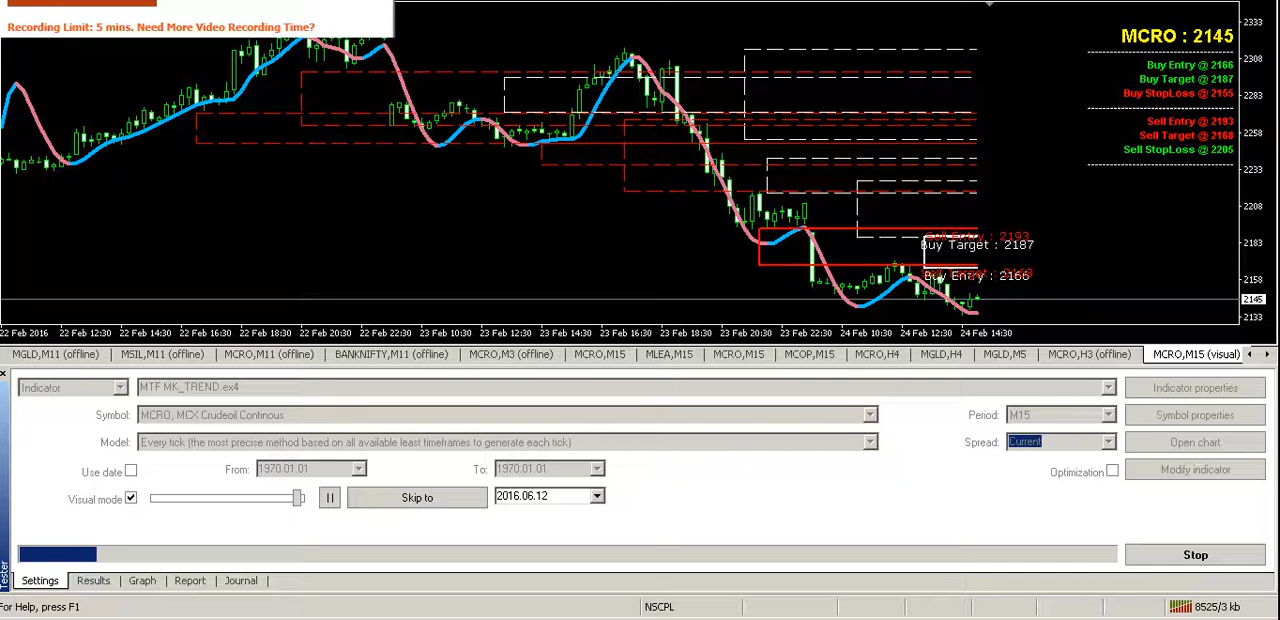 Recording Limit: 5 mins. Need More Video Recording Time?
MCRO : 2145
Buy Entry @ 2166
Buy Target @ 2187
Buy StopLoss @ 2155
Sell Entry @ 2193
Sell Target @ 2168
Sell StopLoss @ 2205
2333
2308
2283
2258
2233
2208
2183
2158
2145
2133
Sell Entry : 2193
Buy Target : 2187
Buy Entry : 2166
22 Feb 2016 22 Feb 12:30 22 Feb 14:30 22 Feb 16:30 22 Feb 18:30 22 Feb 20:30 22 Feb 22:30 23 Feb 10:30 23 Feb 12:30 23 Feb 14:30 23 Feb 16:30 23 Feb 18:30 23 Feb 20:30 23 Feb 22:30 24 Feb 10:30 24 Feb 12:30 24 Feb 14:30
MGLD,M11 (offline) MSIL,M11 (offline) MCRO,M11 (offline) BANKNIFTY,M11 (offline) MCRO,M3 (offline) MCRO,M15 MLEA,M15 MCRO,M15 MCOP,M15 MCRO,H4 MGLD,H4 MGLD,M5 MCRO,H3 (offline) MCRO,M15 (visual)
Indicator MTF MK_TREND.ex4 Indicator properties
Symbol: MCRO, MCX Crudeoil Continous Period: M15 Symbol properties
Model: Every tick (the most precise method based on all available least timeframes to generate each tick) Spread: Current Open chart
Use date From: 1970.01.01 To: 1970.01.01 Optimization Modify indicator
Visual mode Skip to 2016.06.12
Stop
Tester
Settings Results Graph Report Journal
For Help, press F1 NSCPL 8525/3 kb